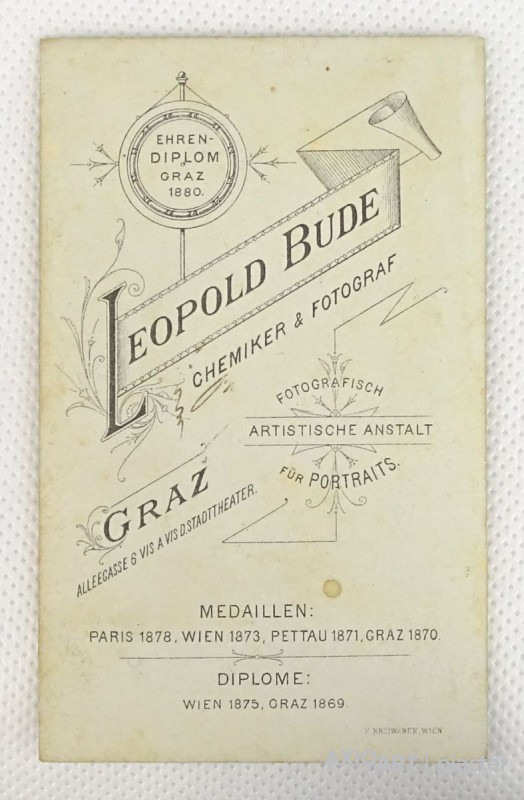 EHREN-
DIPLOM
GRAZ
1880.
LEOPOLD BUDE
CHEMIKER & FOTOGRAF
FOTOGRAFISCH
ARTISTISCHE ANSTALT
FÜR PORTRAITS.
GRAZ
ALLEEGASSE 6 VIS A VIS D. STADTTHEATER.
MEDAILLEN:
PARIS 1878, WIEN 1873, PETTAU 1871, GRAZ 1870.
DIPLOME:
WIEN 1875, GRAZ 1869.
WIEN